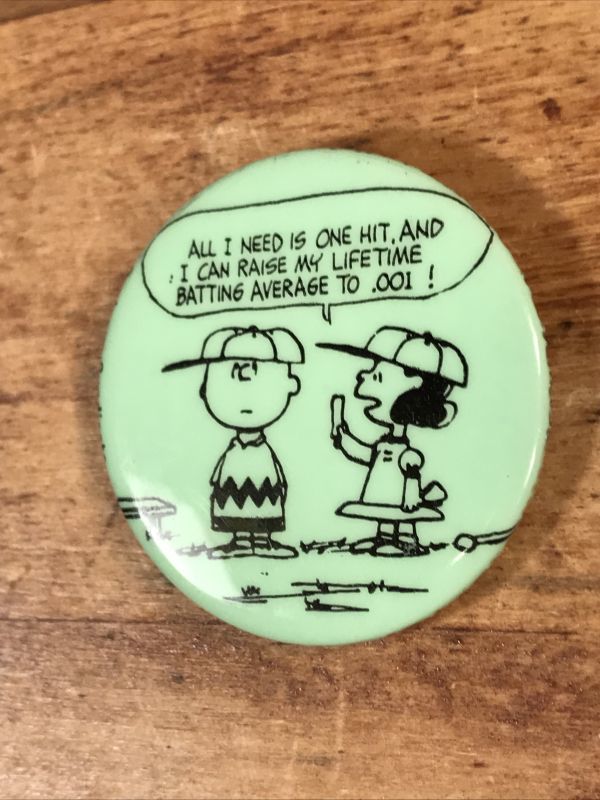 ALL I NEED IS ONE HIT, AND
I CAN RAISE MY LIFETIME
BATTING AVERAGE TO .001 !